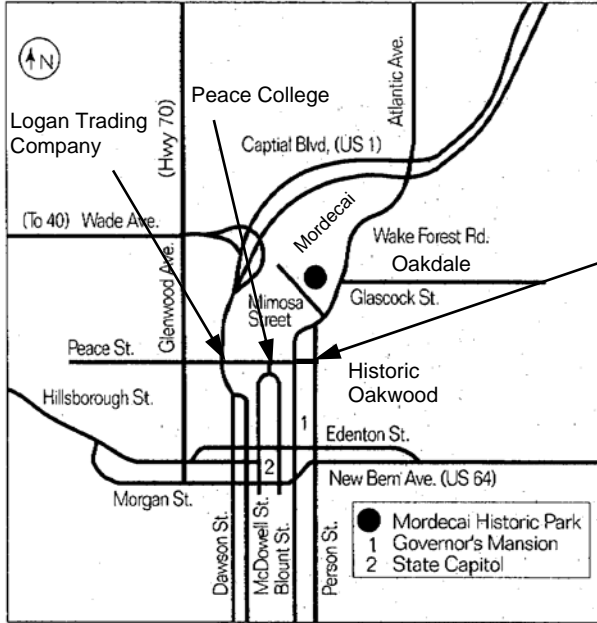 N
Peace College
Logan Trading
Company
(Hwy 70)
Atlantic Ave.
Captial Blvd, (US 1)
(To 40) Wade Ave.
Mordecai
Wake Forest Rd.
Oakdale
Glenwood Ave.
Mimosa
Street
Glascock St.
Peace St.
Historic
Oakwood
Hillsborough St.
1
Edenton St.
2
New Bern Ave. (US 64)
Morgan St.
Dawson St.
McDowell St.
Blount St.
Person St.
Mordecai Historic Park
1 Governor's Mansion
2 State Capitol